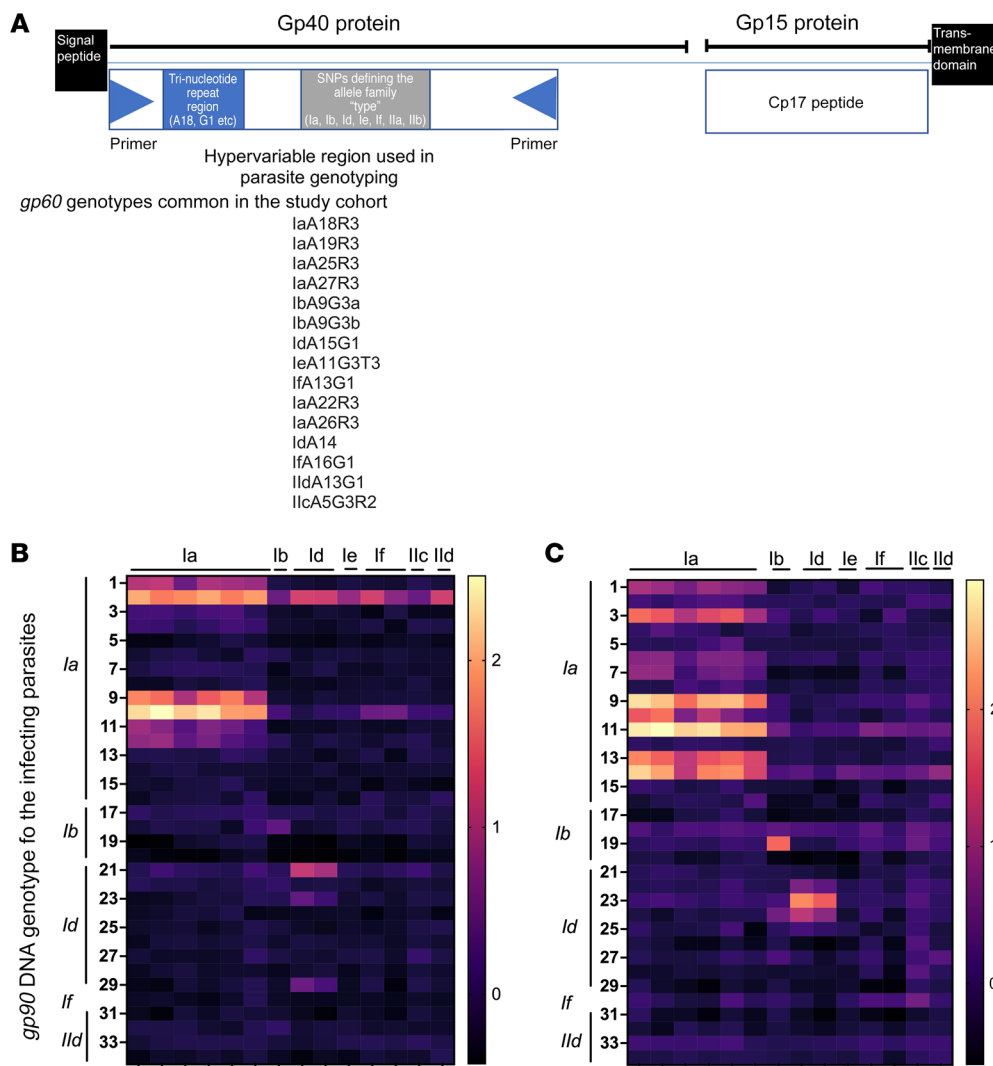 A
Gp40 protein
Gp15 protein
Signal
peptide
Trans-
membrane
domain
Tri-nucleotide
repeat
region
(A18, G1 etc)
SNPs defining the
allele family
“type”
(Ia, Ib, Id, Ie, If, IIa, IIb)
Cp17 peptide
Primer
Primer
Hypervariable region used in
parasite genotyping
gp60 genotypes common in the study cohort
IaA18R3
IaA19R3
IaA25R3
IaA27R3
IbA9G3a
IbA9G3b
IdA15G1
IeA11G3T3
IfA13G1
IaA22R3
IaA26R3
IdA14
IfA16G1
IIdA13G1
IIcA5G3R2
B
Ia Ib Id Ie If IIc IId
gp90 DNA genotype fo the infecting parasites
Ia
Ib
Id
If
IId
1
3
5
7
9
11
13
15
17
19
21
23
25
27
29
31
33
2
1
0
C
Ia Ib Id Ie If IIc IId
Ia
Ib
Id
If
IId
1
3
5
7
9
11
13
15
17
19
21
23
25
27
29
31
33